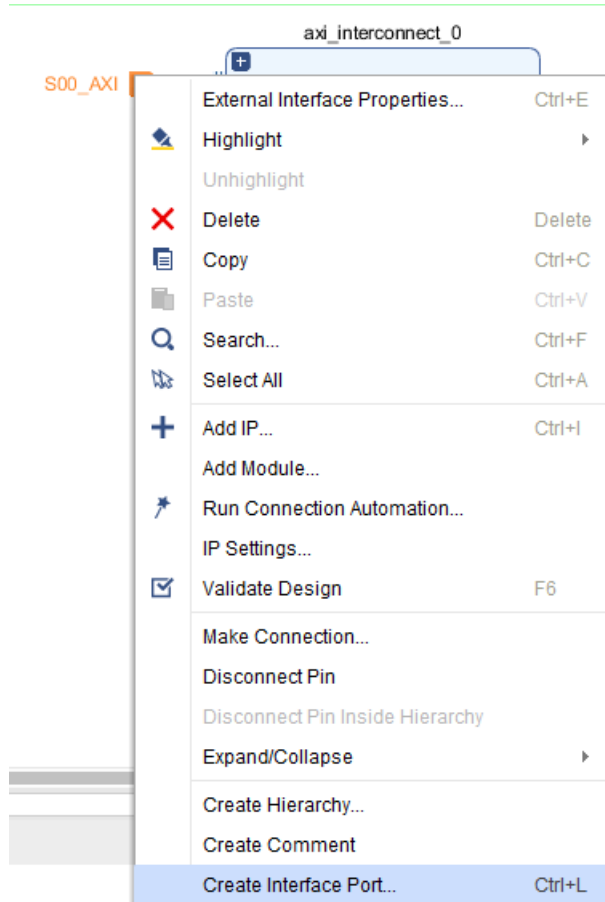 axi_interconnect_0
S00_AXI
External Interface Properties... Ctrl+E
Highlight
Unhighlight
Delete Delete
Copy Ctrl+C
Paste Ctrl+V
Search... Ctrl+F
Select All Ctrl+A
Add IP... Ctrl+I
Add Module...
Run Connection Automation...
IP Settings...
Validate Design F6
Make Connection...
Disconnect Pin
Disconnect Pin Inside Hierarchy
Expand/Collapse
Create Hierarchy...
Create Comment
Create Interface Port... Ctrl+L